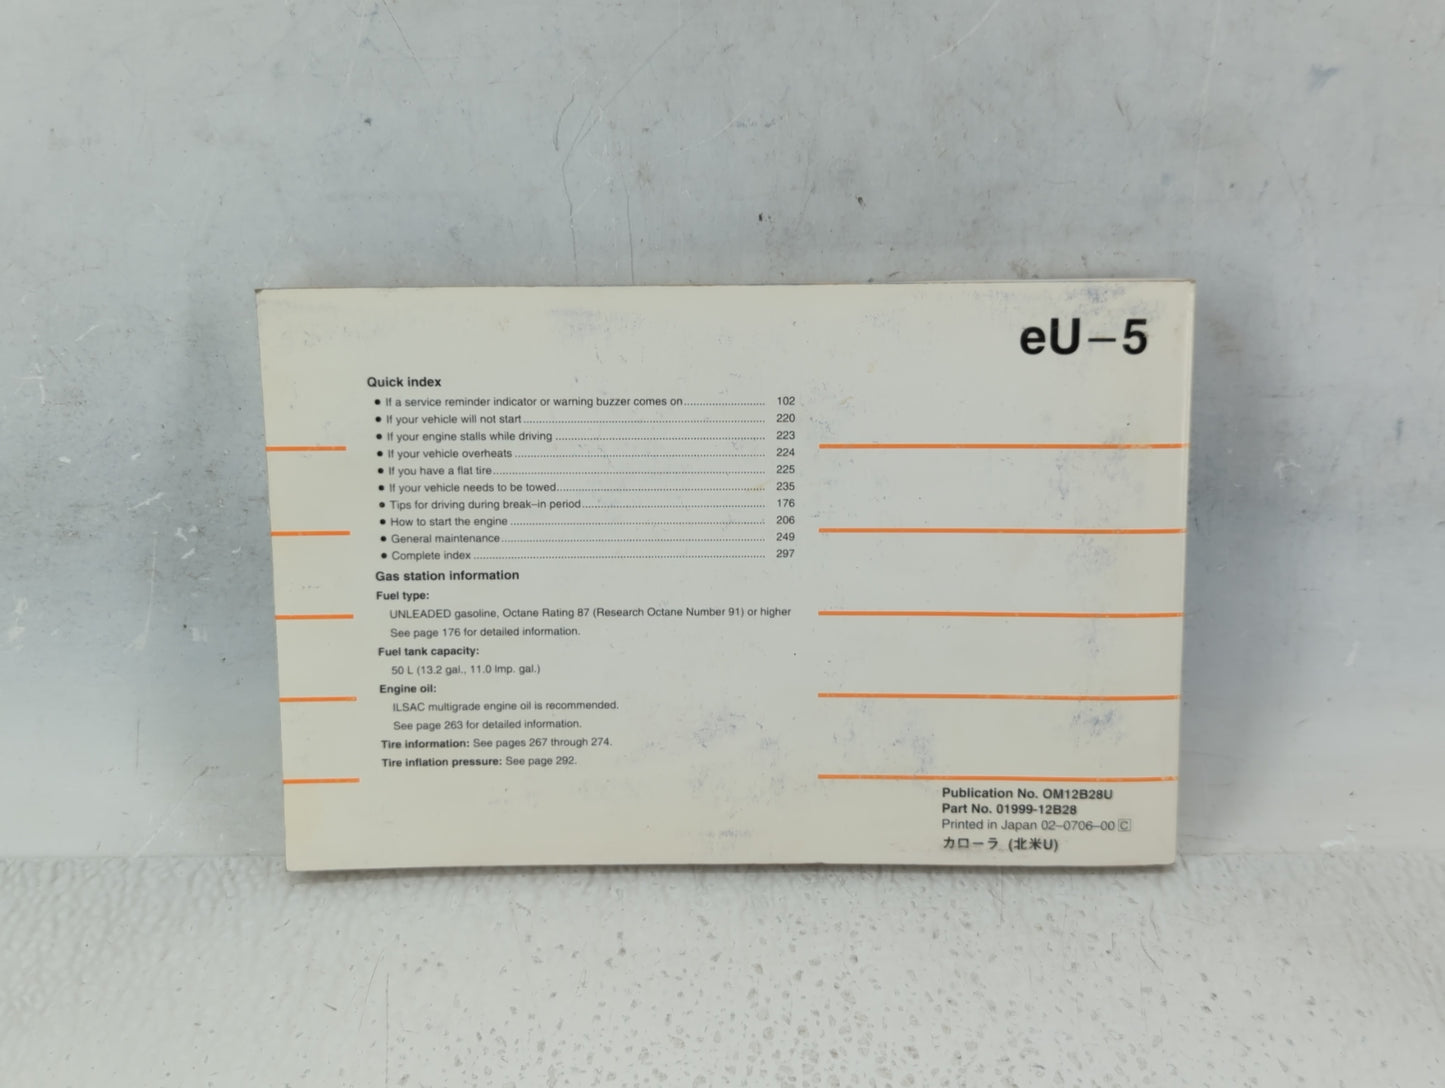 eU–5
Quick index
● If a service reminder indicator or warning buzzer comes on.......................... 102
● If your vehicle will not start.......................................................................... 220
● If your engine stalls while driving ................................................................. 223
● If your vehicle overheats .............................................................................. 224
● If you have a flat tire..................................................................................... 225
● If your vehicle needs to be towed................................................................. 235
● Tips for driving during break–in period.......................................................... 176
● How to start the engine ................................................................................ 206
● General maintenance................................................................................... 249
● Complete index ............................................................................................ 297
Gas station information
Fuel type:
UNLEADED gasoline, Octane Rating 87 (Research Octane Number 91) or higher
See page 176 for detailed information.
Fuel tank capacity:
50 L (13.2 gal., 11.0 lmp. gal.)
Engine oil:
ILSAC multigrade engine oil is recommended.
See page 263 for detailed information.
Tire information: See pages 267 through 274.
Tire inflation pressure: See page 292.
Publication No. OM12B28U
Part No. 01999-12B28
Printed in Japan 02–0706–00 C
カローラ (北米U)